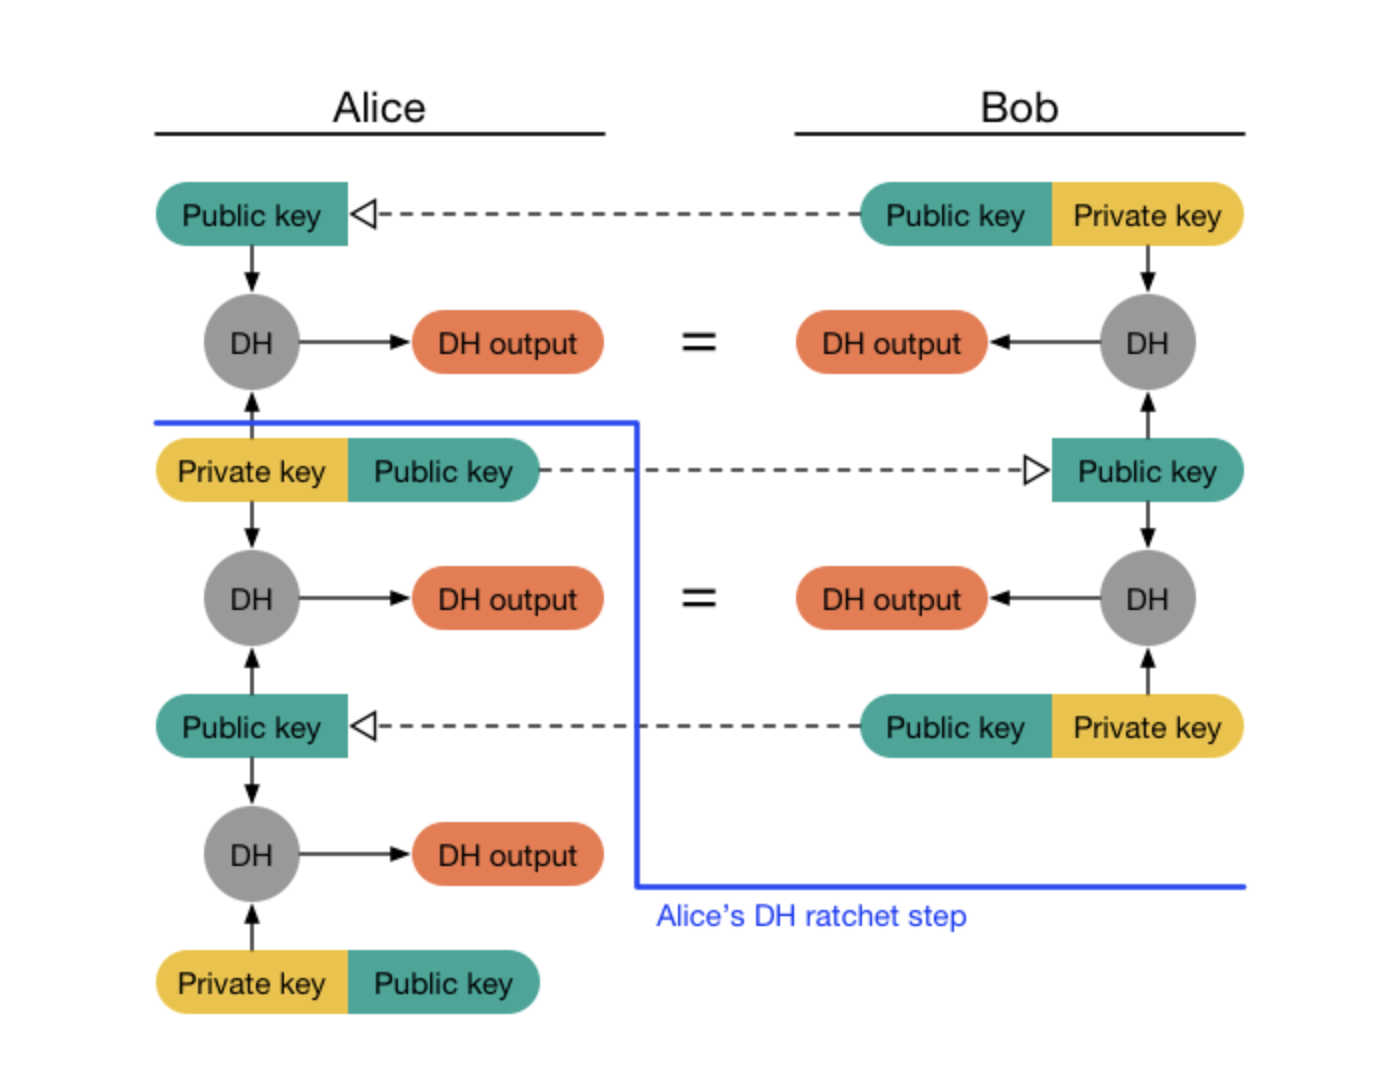 Alice Bob
Public key Public key Private key
DH DH output = DH output DH
Private key Public key Public key
DH DH output = DH output DH
Public key Public key Private key
DH DH output
Alice’s DH ratchet step
Private key Public key